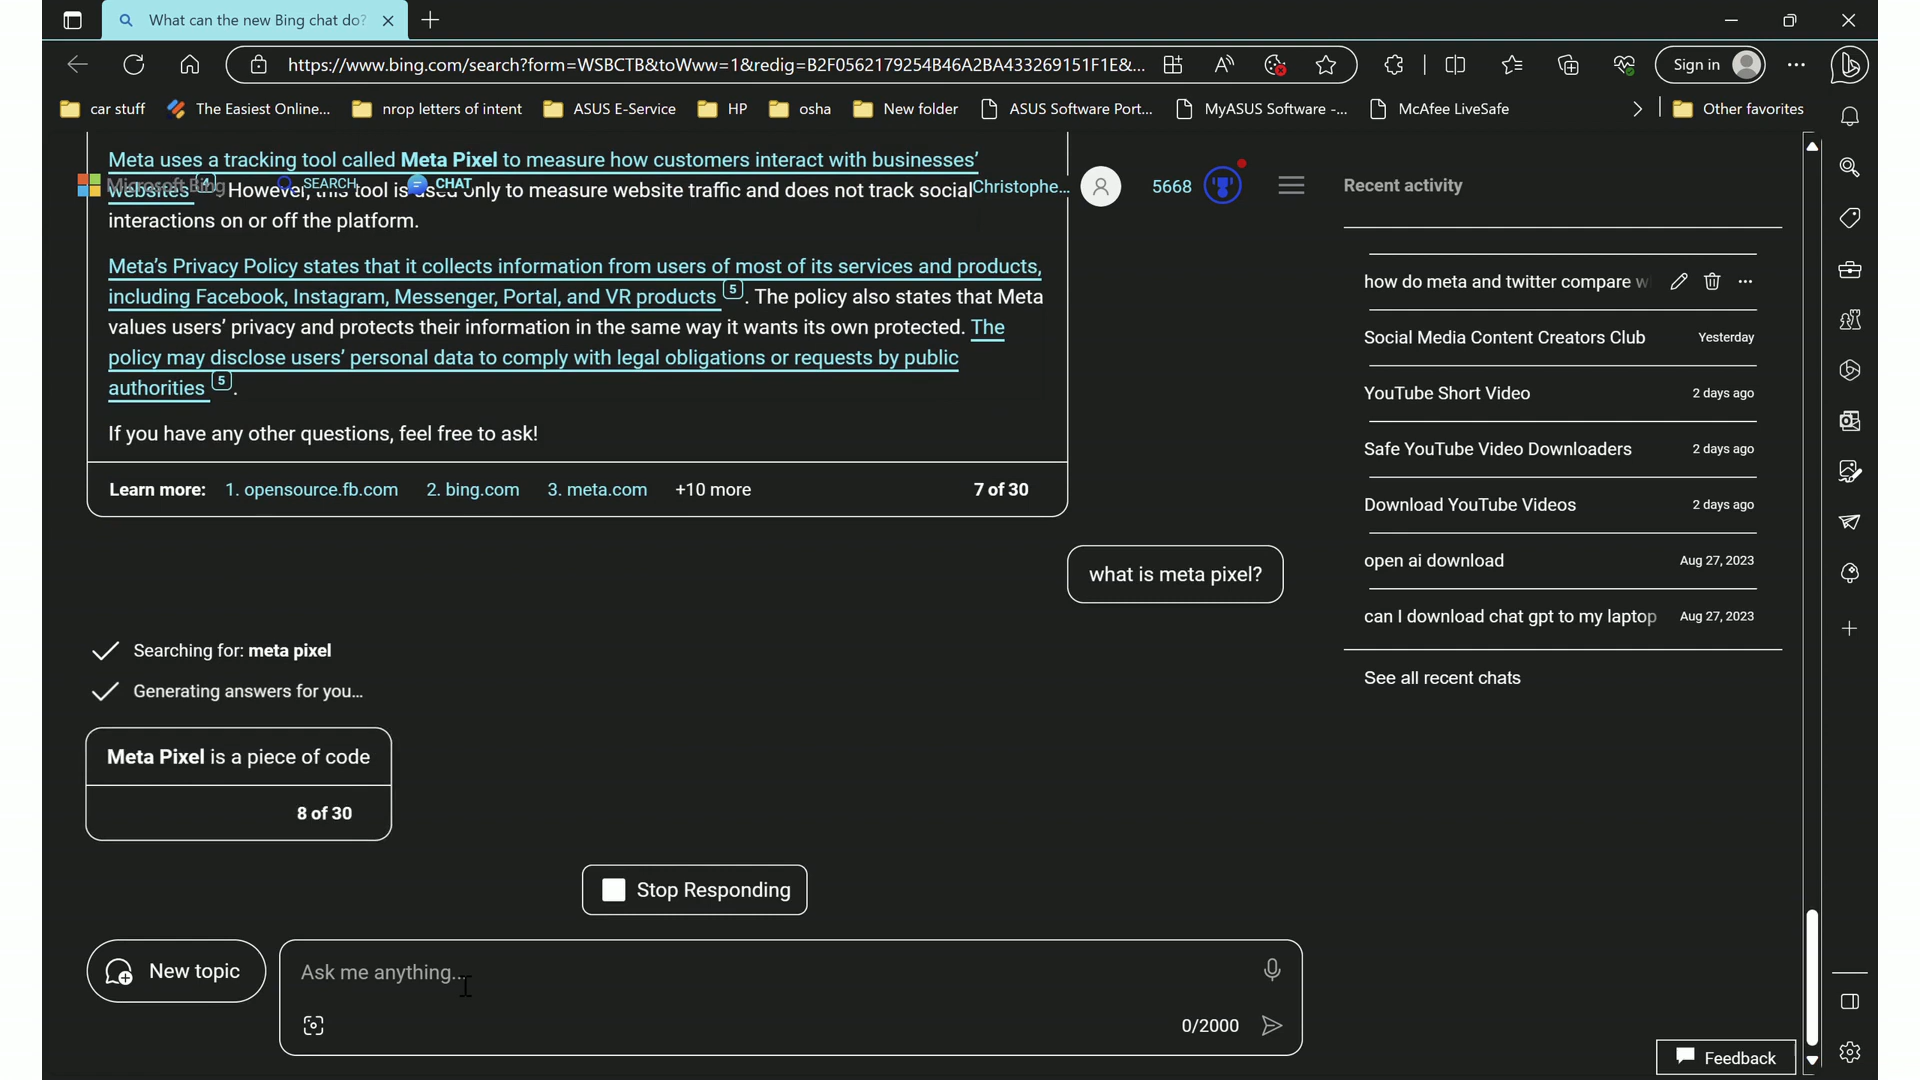 What can the new Bing chat do?
https://www.bing.com/search?form=WSBCTB&toWww=1&redig=B2F0562179254B46A2BA433269151F1E&...
Sign in
car stuff
The Easiest Online...
nrop letters of intent
ASUS E-Service
HP
osha
New folder
ASUS Software Port...
MyASUS Software -...
McAfee LiveSafe
Other favorites
Meta uses a tracking tool called Meta Pixel to measure how customers interact with businesses’
websites 4. However, this tool is used only to measure website traffic and does not track social
interactions on or off the platform.
Microsoft Bing
SEARCH
CHAT
Christophe...
5668
Meta’s Privacy Policy states that it collects information from users of most of its services and products,
including Facebook, Instagram, Messenger, Portal, and VR products 5. The policy also states that Meta
values users’ privacy and protects their information in the same way it wants its own protected. The
policy may disclose users’ personal data to comply with legal obligations or requests by public
authorities 5.
If you have any other questions, feel free to ask!
Learn more: 1. opensource.fb.com 2. bing.com 3. meta.com +10 more 7 of 30
what is meta pixel?
Searching for: meta pixel
Generating answers for you...
Meta Pixel is a piece of code
8 of 30
Stop Responding
New topic
Ask me anything...
0/2000
Recent activity
how do meta and twitter compare w
Social Media Content Creators Club Yesterday
YouTube Short Video 2 days ago
Safe YouTube Video Downloaders 2 days ago
Download YouTube Videos 2 days ago
open ai download Aug 27, 2023
can I download chat gpt to my laptop Aug 27, 2023
See all recent chats
Feedback